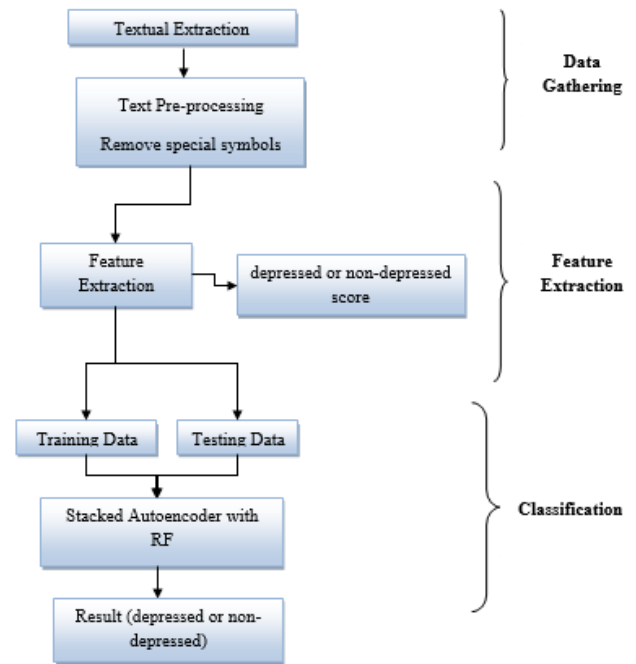 Textual Extraction
Data
Gathering
Text Pre-processing
Remove special symbols
Feature
Extraction
depressed or non-depressed
score
Feature
Extraction
Training Data
Testing Data
Stacked Autoencoder with
RF
Classification
Result (depressed or non-
depressed)